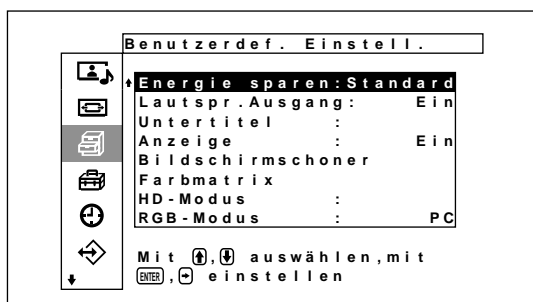 Benutzerdef. Einstell.
Energie sparen:Standard
Lautspr.Ausgang: Ein
Untertitel :
Anzeige : Ein
Bildschirmschoner
Farbmatrix
HD-Modus :
RGB-Modus : PC
Mit ↑,↓ auswählen,mit
ENTER,→ einstellen